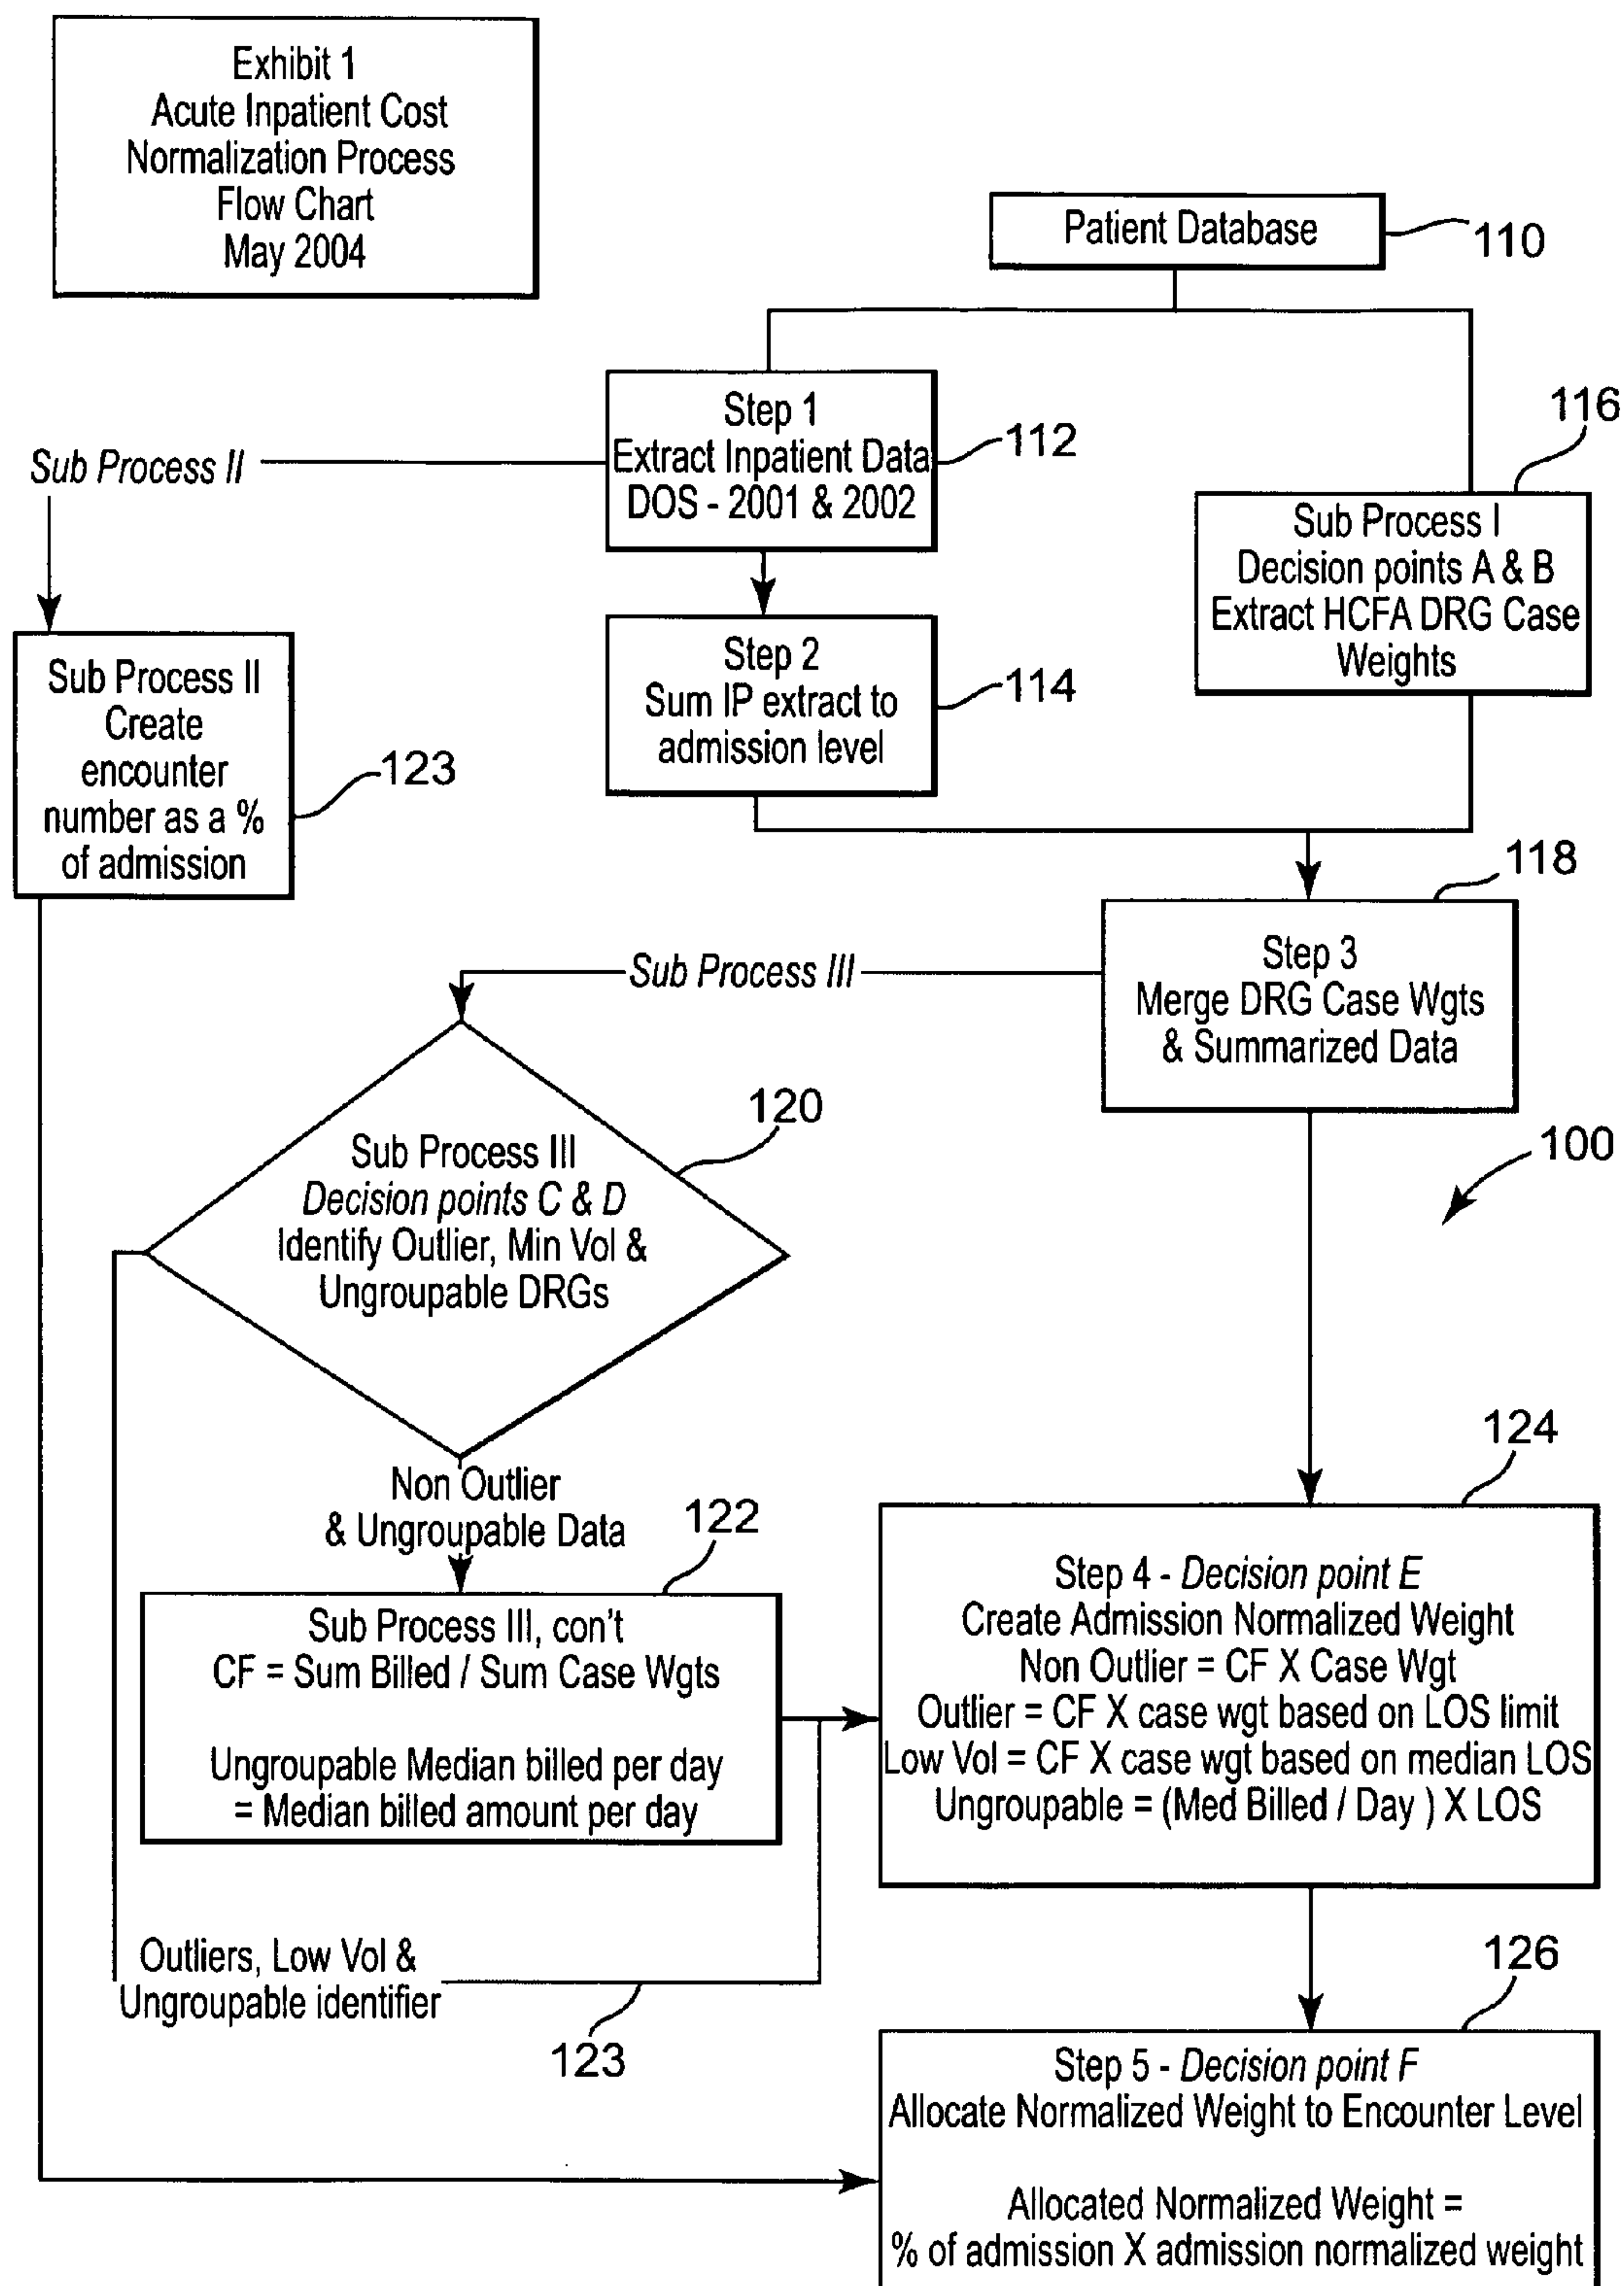 Exhibit 1
Acute Inpatient Cost
Normalization Process
Flow Chart
May 2004
Patient Database
110
Step 1
Extract Inpatient Data
DOS - 2001 & 2002
112
116
Sub Process II
Sub Process I
Decision points A & B
Extract HCFA DRG Case
Weights
Step 2
Sum IP extract to
admission level
114
Sub Process II
Create
encounter
number as a %
of admission
123
118
Step 3
Merge DRG Case Wgts
& Summarized Data
Sub Process III
120
100
Sub Process III
Decision points C & D
Identify Outlier, Min Vol &
Ungroupable DRGs
Non Outlier
& Ungroupable Data
122
124
Sub Process III, con't
CF = Sum Billed / Sum Case Wgts
Ungroupable Median billed per day
= Median billed amount per day
Step 4 - Decision point E
Create Admission Normalized Weight
Non Outlier = CF X Case Wgt
Outlier = CF X case wgt based on LOS limit
Low Vol = CF X case wgt based on median LOS
Ungroupable = (Med Billed / Day ) X LOS
Outliers, Low Vol &
Ungroupable identifier
123
126
Step 5 - Decision point F
Allocate Normalized Weight to Encounter Level
Allocated Normalized Weight =
% of admission X admission normalized weight